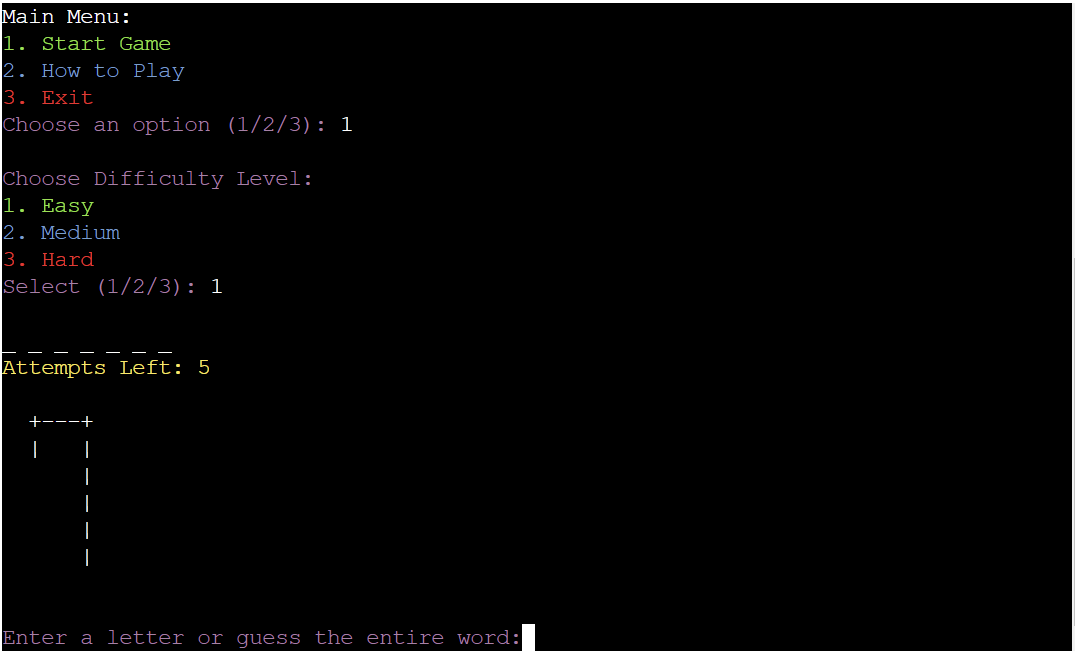 Main Menu:
1. Start Game
2. How to Play
3. Exit
Choose an option (1/2/3): 1
Choose Difficulty Level:
1. Easy
2. Medium
3. Hard
Select (1/2/3): 1
_ _ _ _ _ _ _
Attempts Left: 5
  +---+
  |   |
      |
      |
      |
      |
Enter a letter or guess the entire word: